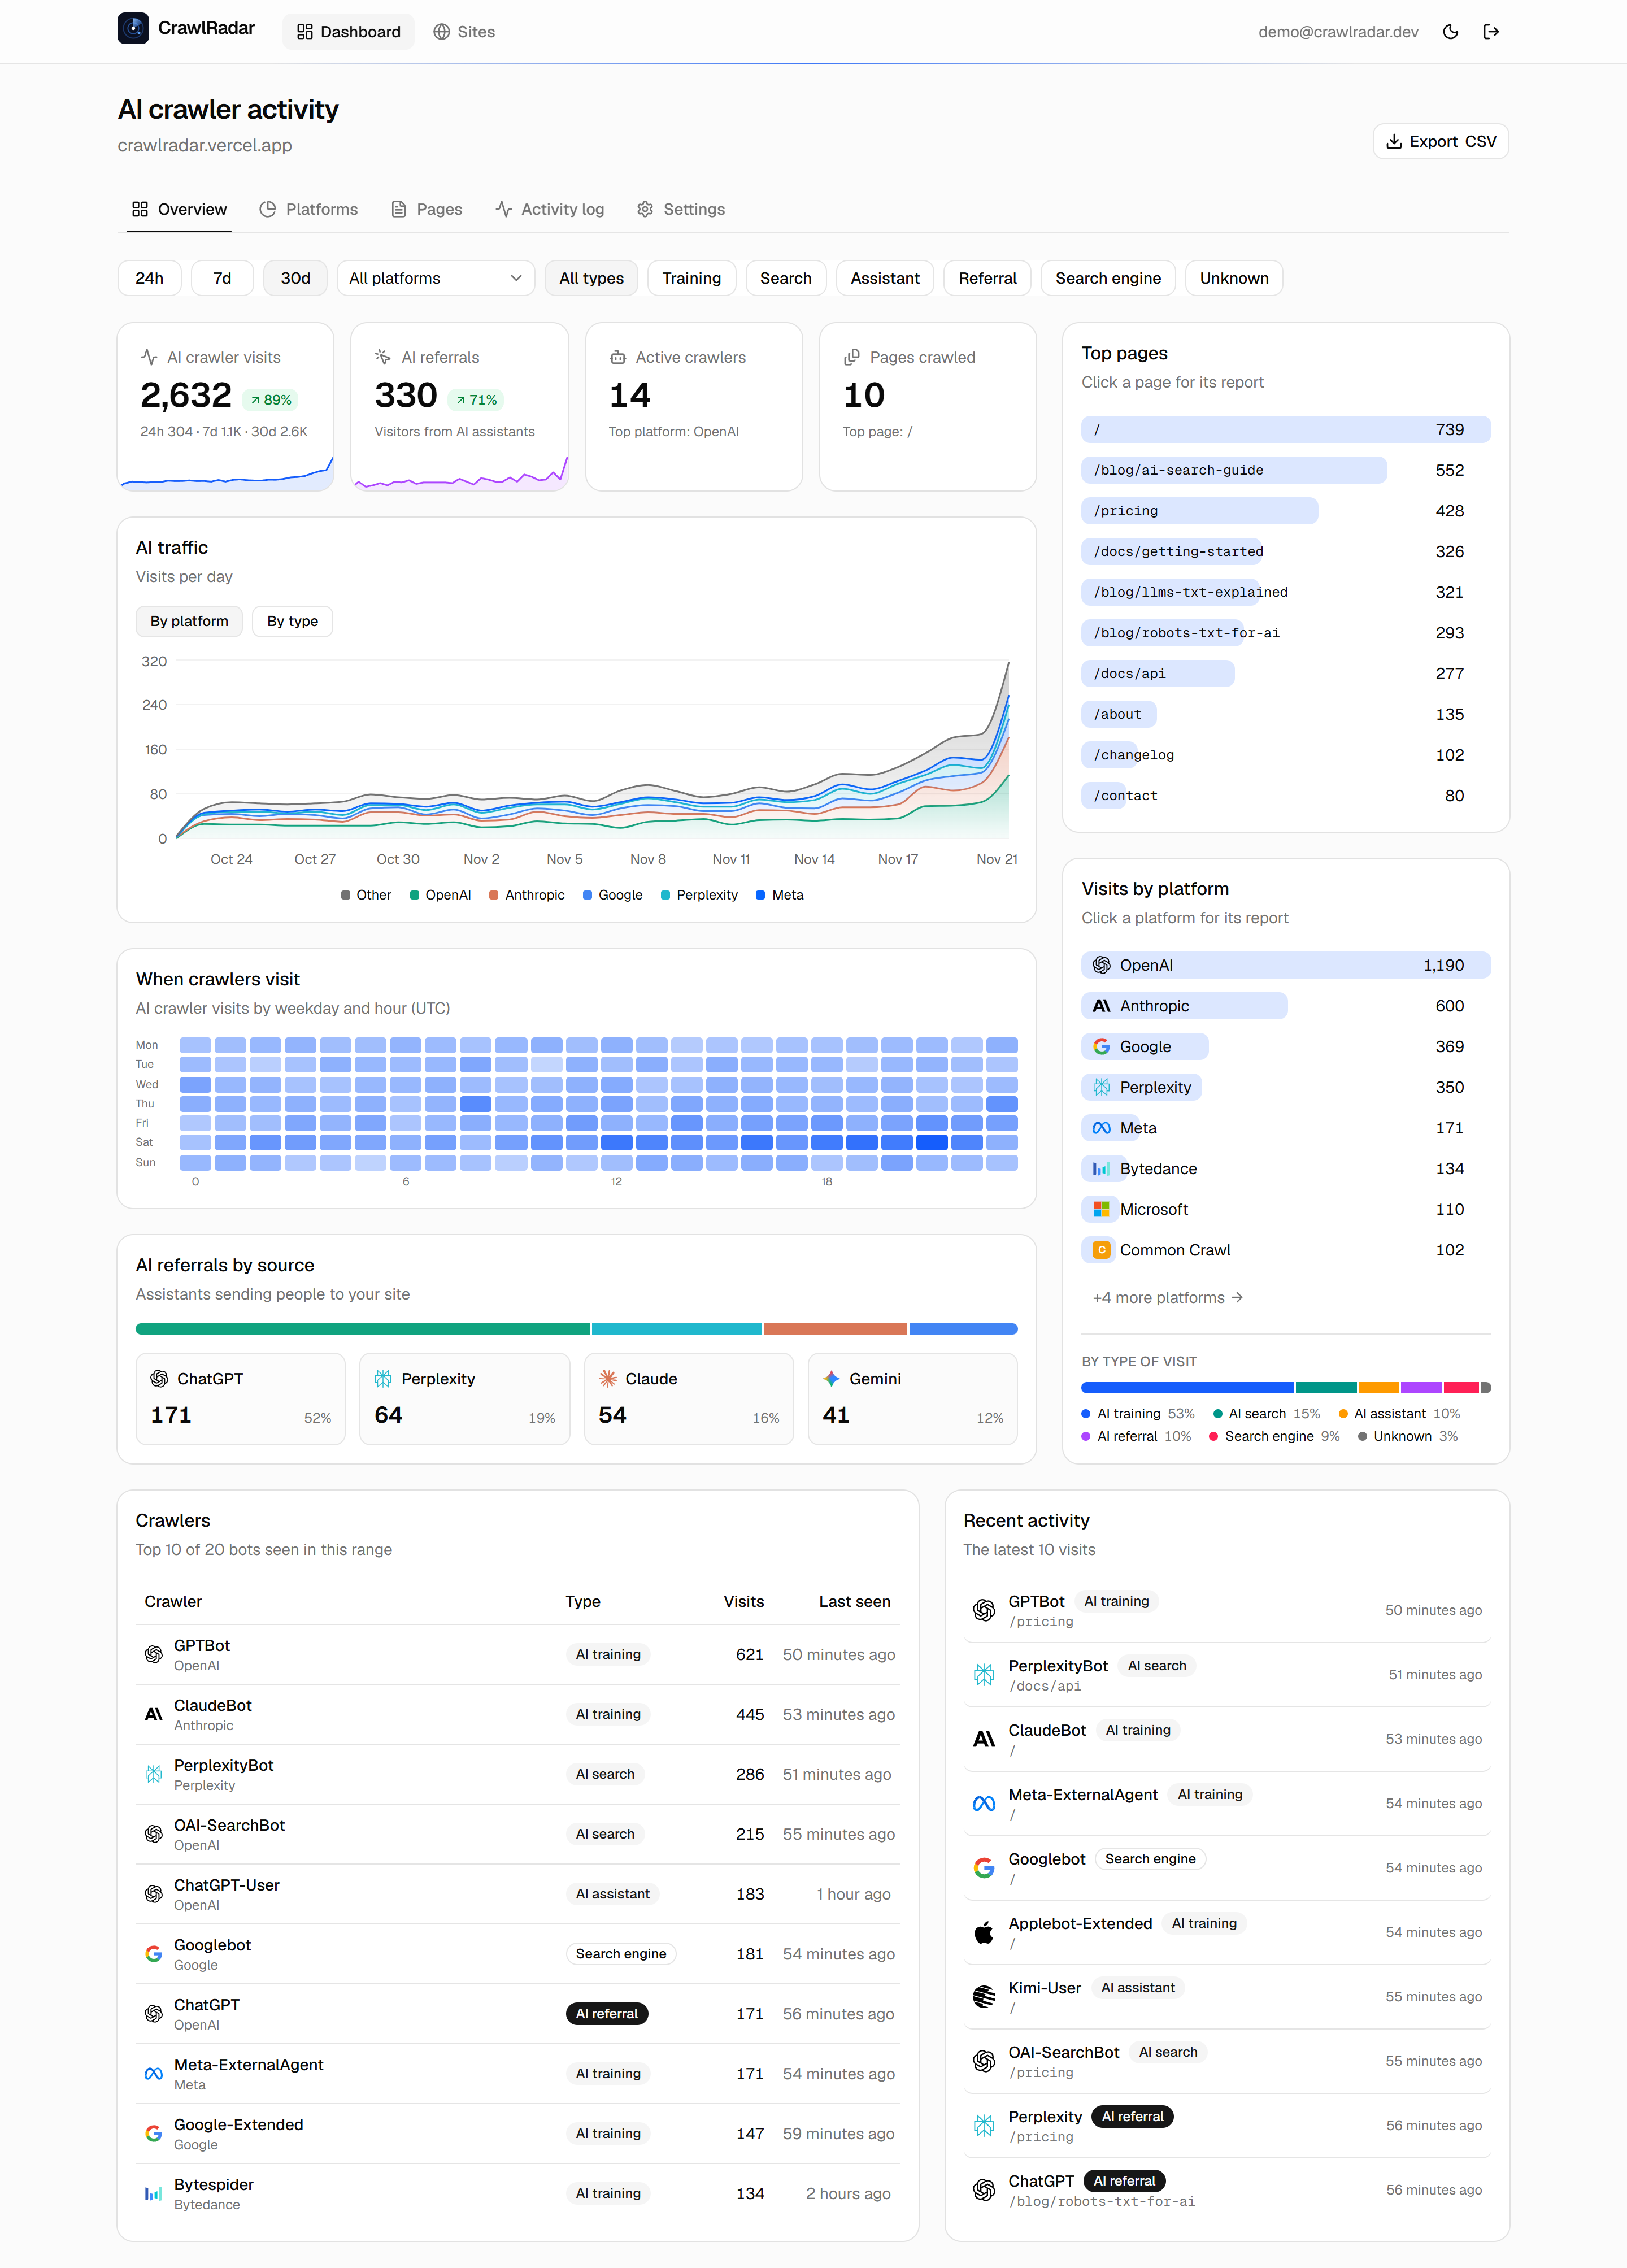 CrawlRadar Dashboard Sites demo@crawlradar.dev
AI crawler activity
crawlradar.vercel.app
Export CSV
Overview Platforms Pages Activity log Settings
24h 7d 30d All platforms All types Training Search Assistant Referral Search engine Unknown
AI crawler visits
2,632 89%
24h 304 · 7d 1.1K · 30d 2.6K
AI referrals
330 71%
Visitors from AI assistants
Active crawlers
14
Top platform: OpenAI
Pages crawled
10
Top page: /
AI traffic
Visits per day
By platform By type
320
240
160
80
0
Oct 24 Oct 27 Oct 30 Nov 2 Nov 5 Nov 8 Nov 11 Nov 14 Nov 17 Nov 21
Other OpenAI Anthropic Google Perplexity Meta
When crawlers visit
AI crawler visits by weekday and hour (UTC)
Mon
Tue
Wed
Thu
Fri
Sat
Sun
0 6 12 18
AI referrals by source
Assistants sending people to your site
ChatGPT
171 52%
Perplexity
64 19%
Claude
54 16%
Gemini
41 12%
Top pages
Click a page for its report
/ 739
/blog/ai-search-guide 552
/pricing 428
/docs/getting-started 326
/blog/llms-txt-explained 321
/blog/robots-txt-for-ai 293
/docs/api 277
/about 135
/changelog 102
/contact 80
Visits by platform
Click a platform for its report
OpenAI 1,190
Anthropic 600
Google 369
Perplexity 350
Meta 171
Bytedance 134
Microsoft 110
C Common Crawl 102
+4 more platforms →
BY TYPE OF VISIT
AI training 53% AI search 15% AI assistant 10%
AI referral 10% Search engine 9% Unknown 3%
Crawlers
Top 10 of 20 bots seen in this range
Crawler Type Visits Last seen
GPTBot
OpenAI
AI training 621 50 minutes ago
ClaudeBot
Anthropic
AI training 445 53 minutes ago
PerplexityBot
Perplexity
AI search 286 51 minutes ago
OAI-SearchBot
OpenAI
AI search 215 55 minutes ago
ChatGPT-User
OpenAI
AI assistant 183 1 hour ago
Googlebot
Google
Search engine 181 54 minutes ago
ChatGPT
OpenAI
AI referral 171 56 minutes ago
Meta-ExternalAgent
Meta
AI training 171 54 minutes ago
Google-Extended
Google
AI training 147 59 minutes ago
Bytespider
Bytedance
AI training 134 2 hours ago
Recent activity
The latest 10 visits
GPTBot AI training
/pricing
50 minutes ago
PerplexityBot AI search
/docs/api
51 minutes ago
ClaudeBot AI training
/
53 minutes ago
Meta-ExternalAgent AI training
/
54 minutes ago
Googlebot Search engine
/
54 minutes ago
Applebot-Extended AI training
/
54 minutes ago
Kimi-User AI assistant
/
55 minutes ago
OAI-SearchBot AI search
/pricing
55 minutes ago
Perplexity AI referral
/pricing
56 minutes ago
ChatGPT AI referral
/blog/robots-txt-for-ai
56 minutes ago